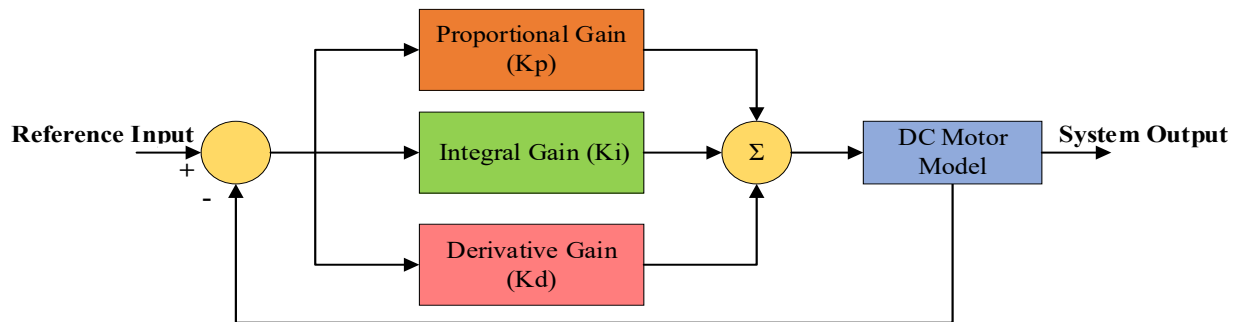 Proportional Gain
(Kp)
Reference Input
+
-
Integral Gain (Ki)
Σ
DC Motor
Model
System Output
Derivative Gain
(Kd)